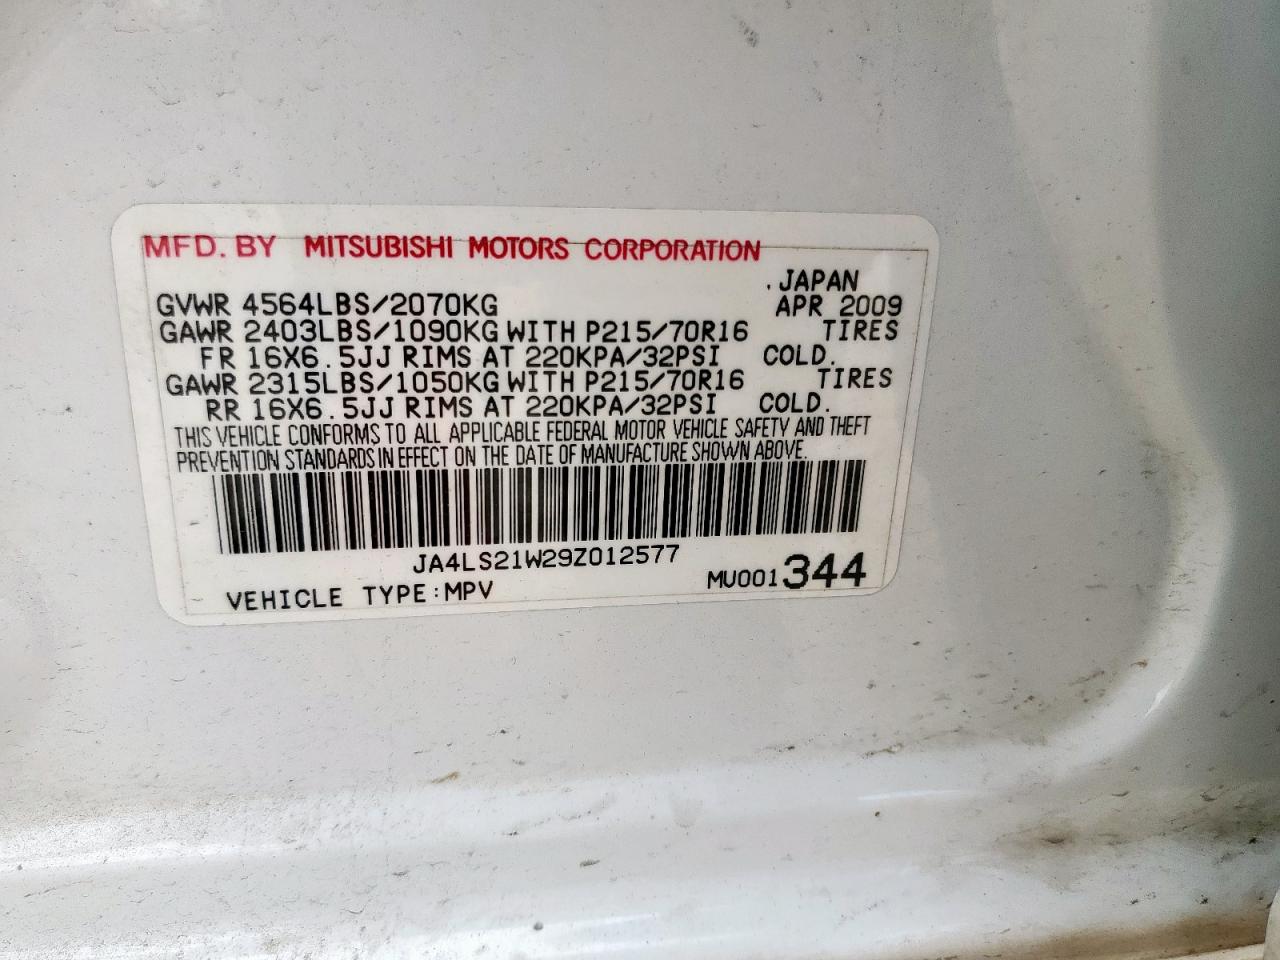 MFD. BY MITSUBISHI MOTORS CORPORATION
. JAPAN
GVWR 4564LBS/2070KG APR 2009
GAWR 2403LBS/1090KG WITH P215/70R16 TIRES
FR 16X6.5JJ RIMS AT 220KPA/32PSI COLD.
GAWR 2315LBS/1050KG WITH P215/70R16 TIRES
RR 16X6.5JJ RIMS AT 220KPA/32PSI COLD.
THIS VEHICLE CONFORMS TO ALL APPLICABLE FEDERAL MOTOR VEHICLE SAFETY AND THEFT
PREVENTION STANDARDS IN EFFECT ON THE DATE OF MANUFACTURE SHOWN ABOVE.
JA4LS21W29Z012577
VEHICLE TYPE:MPV MU001344